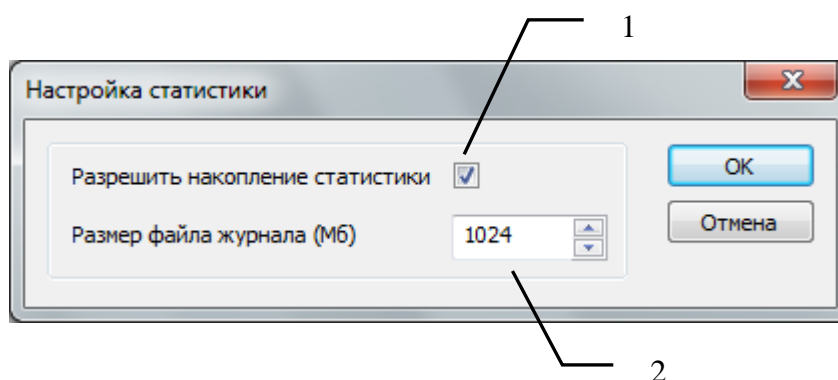 1
Настройка статистики
Разрешить накопление статистики
OK
Размер файла журнала (Мб) 1024
Отмена
2